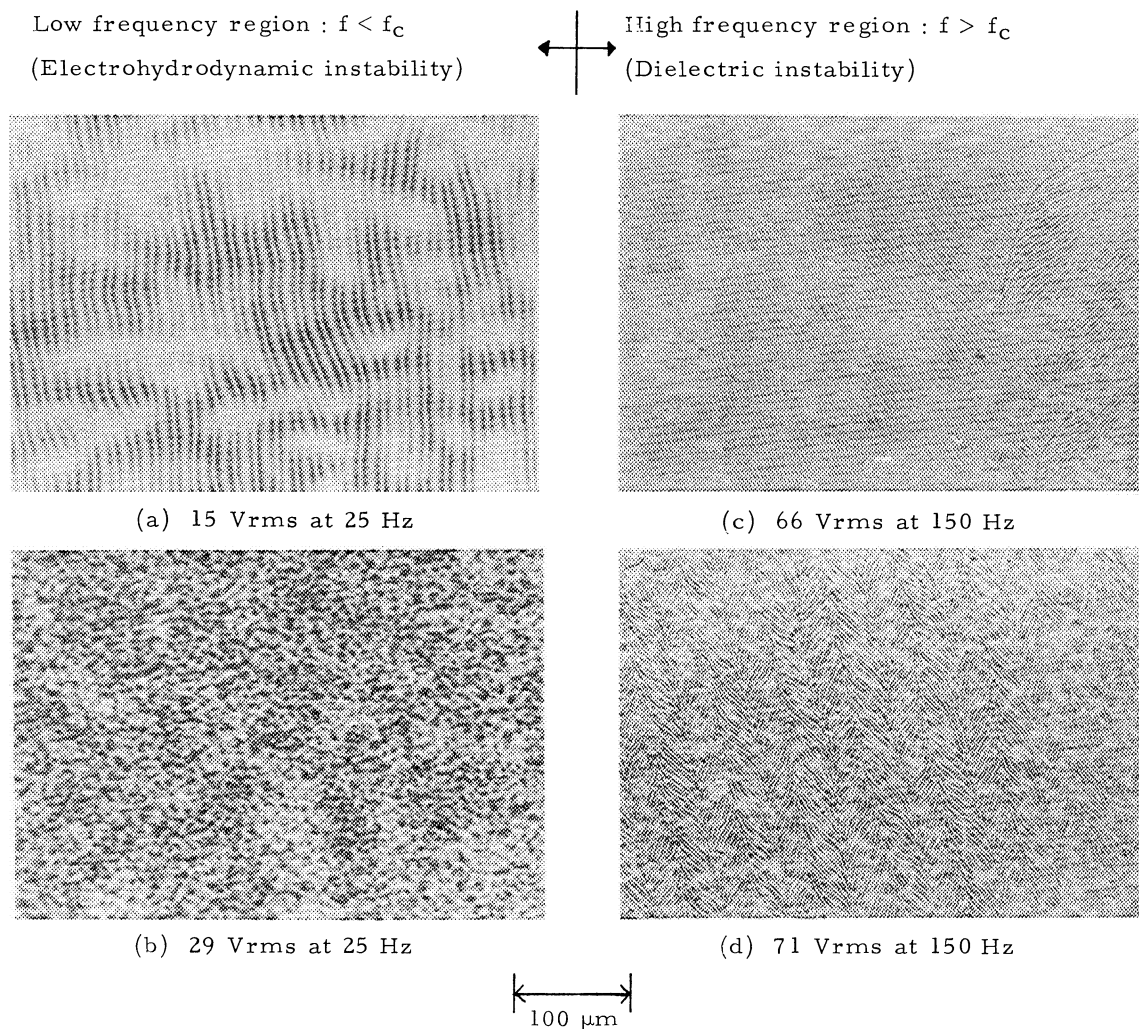 Low frequency region : f < fc
(Electrohydrodynamic instability)
High frequency region : f > fc
(Dielectric instability)
(a) 15 Vrms at 25 Hz
(c) 66 Vrms at 150 Hz
(b) 29 Vrms at 25 Hz
(d) 71 Vrms at 150 Hz
100 μm